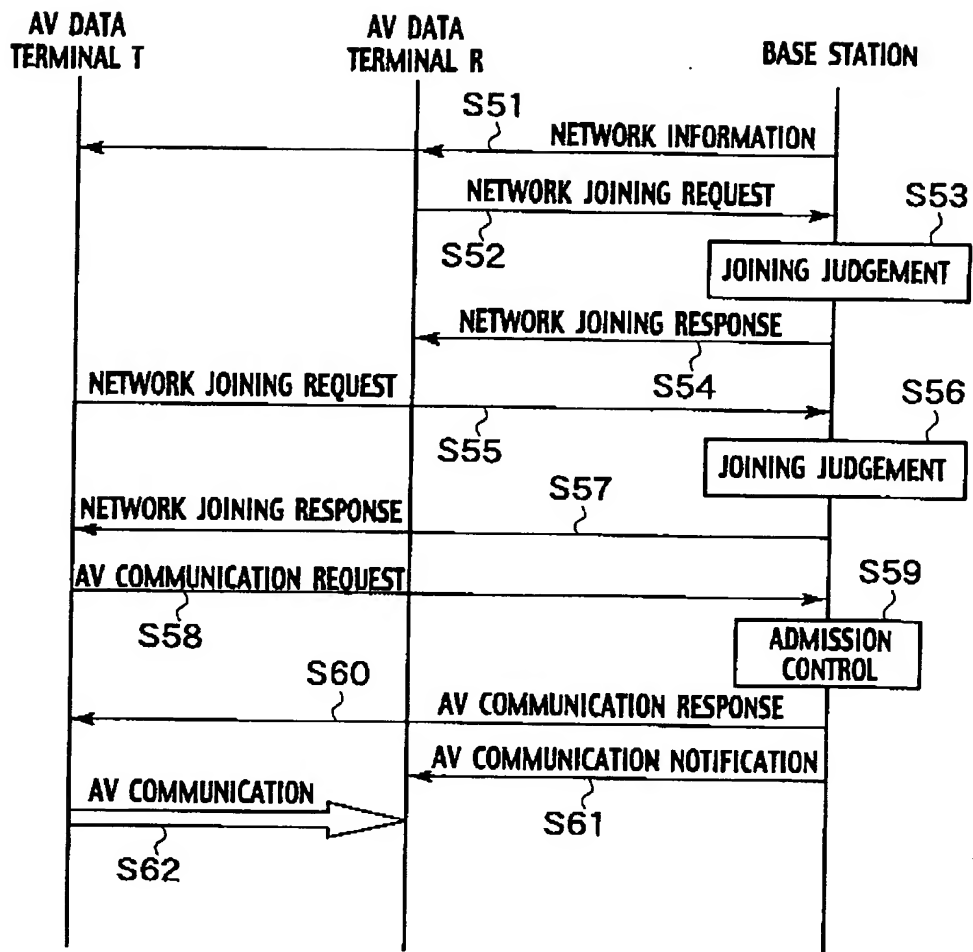 AV DATA
TERMINAL T
AV DATA
TERMINAL R
BASE STATION
S51
NETWORK INFORMATION
NETWORK JOINING REQUEST
S52
S53
JOINING JUDGEMENT
NETWORK JOINING RESPONSE
S54
NETWORK JOINING REQUEST
S55
S56
JOINING JUDGEMENT
S57
NETWORK JOINING RESPONSE
AV COMMUNICATION REQUEST
S58
S59
ADMISSION
CONTROL
S60
AV COMMUNICATION RESPONSE
AV COMMUNICATION NOTIFICATION
S61
AV COMMUNICATION
S62